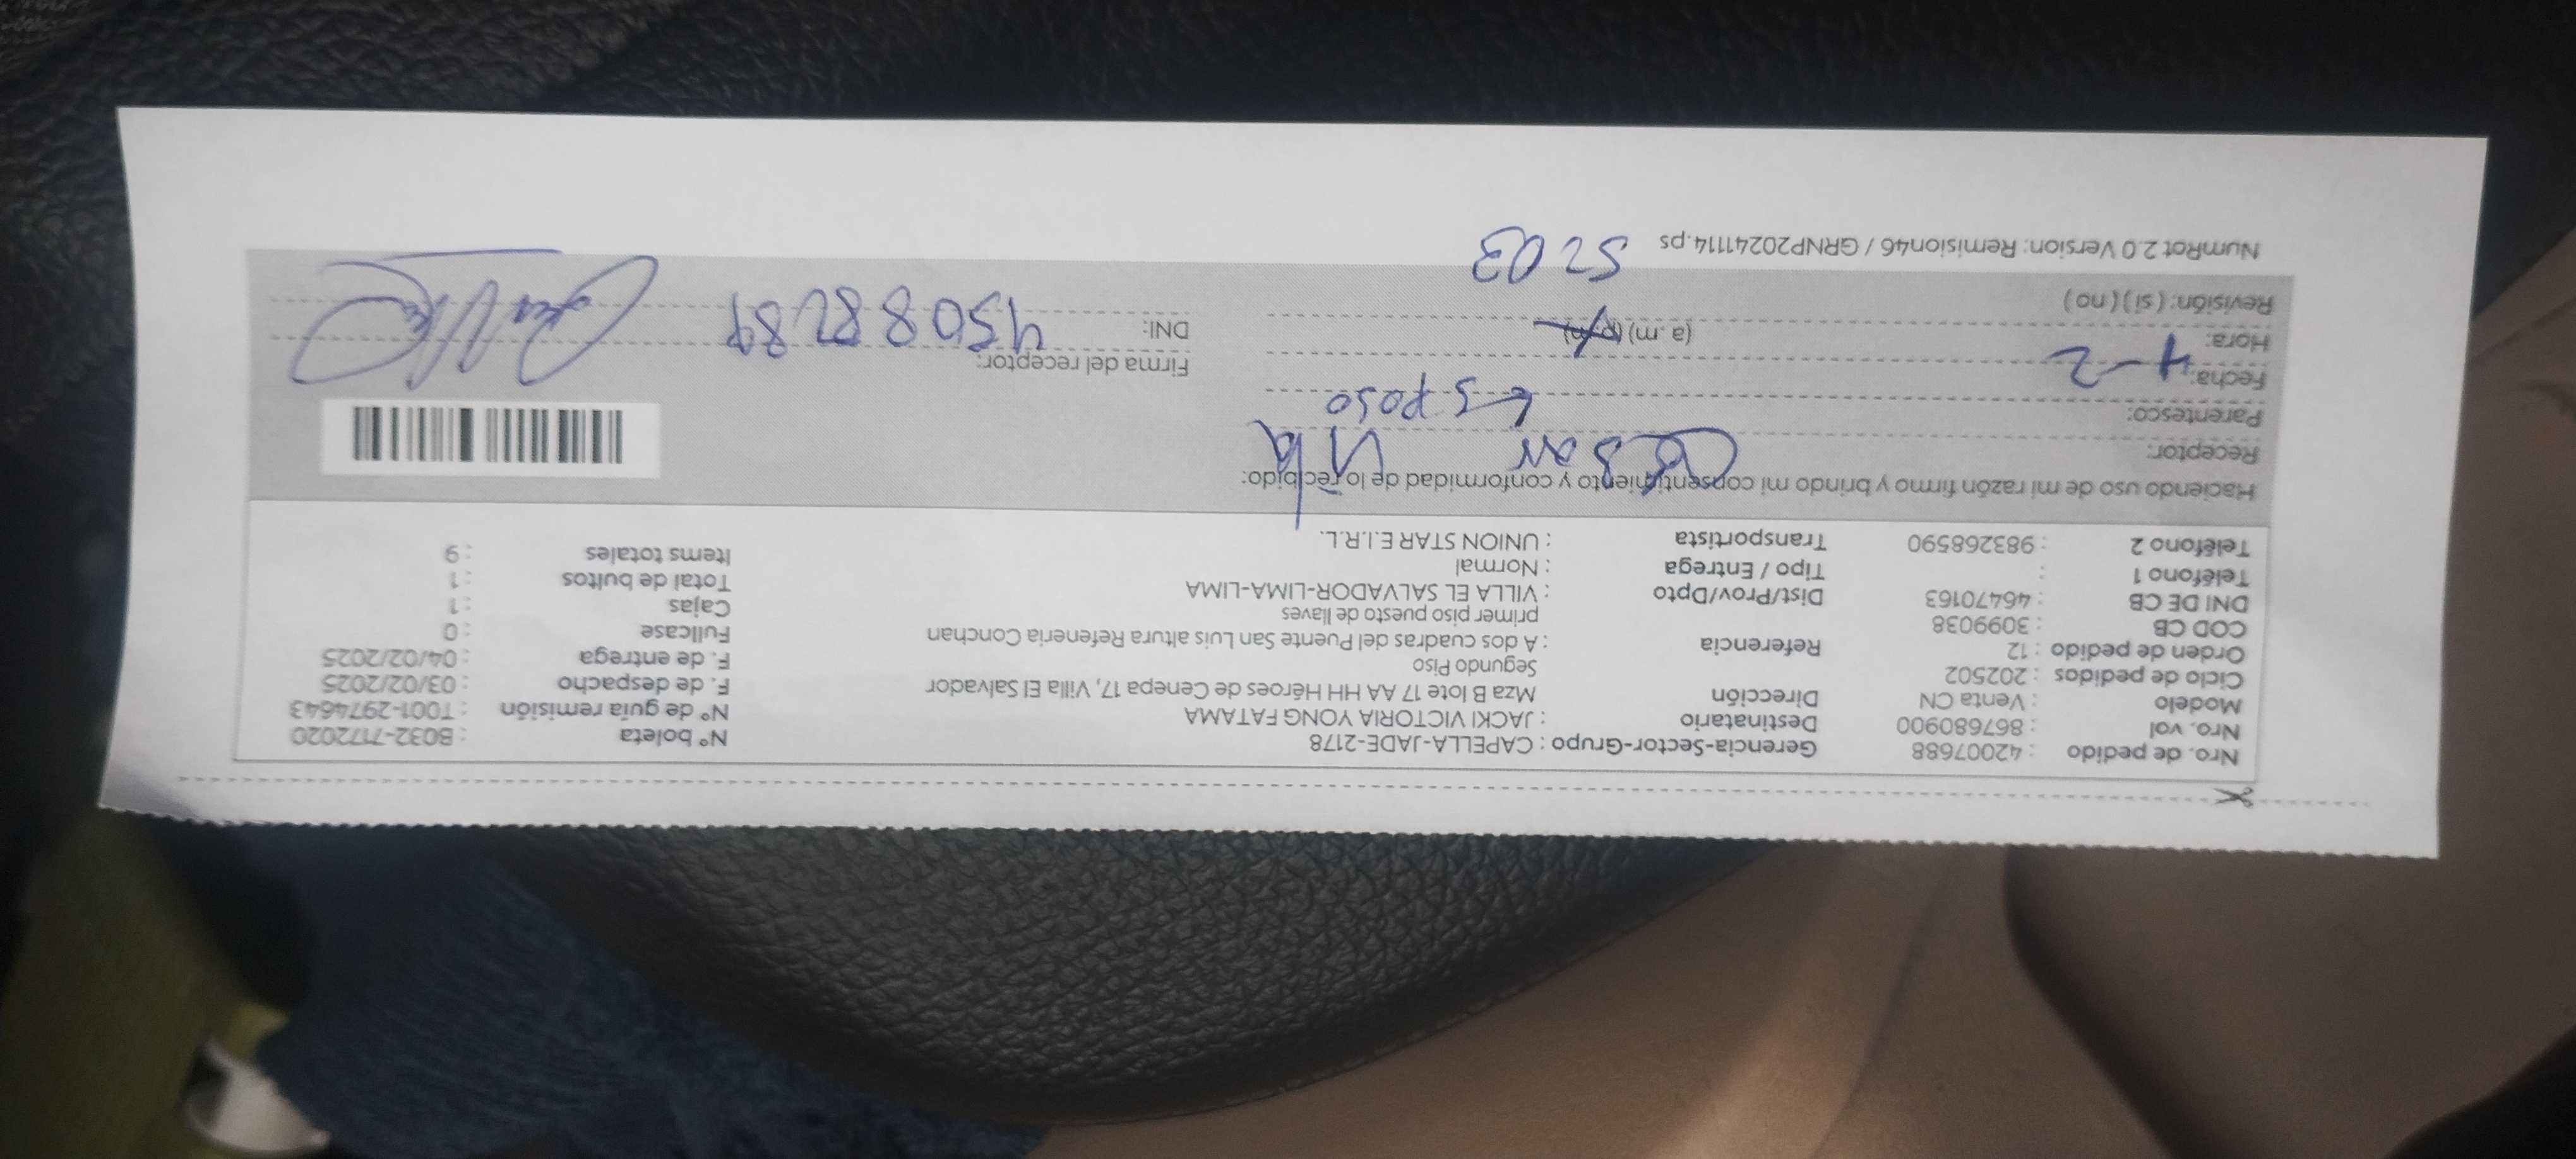 Nro. de pedido : 42007688 Gerencia-Sector-Grupo : CAPELLA-JADE-2178 N° boleta : B032-7172020
Nro. vol : 867680900 Destinatario : JACKI VICTORIA YONG FATAMA N° de guía remisión : T001-2974643
Modelo : Venta CN Dirección Mza B lote 17 AA HH Héroes de Cenepa 17, Villa El Salvador F. de despacho : 03/02/2025
Ciclo de pedidos : 202502 Segundo Piso F. de entrega : 04/02/2025
Orden de pedido : 12 Referencia : A dos cuadras del Puente San Luis altura Refenería Conchan Fullcase : 0
COD CB : 3099038 primer piso puesto de llaves Cajas : 1
DNI DE CB : 46470163 Dist/Prov/Dpto : VILLA EL SALVADOR-LIMA-LIMA Total de bultos : 1
Teléfono 1 : Tipo / Entrega : Normal Items totales : 9
Teléfono 2 : 983268590 Transportista : UNION STAR E.I.R.L.
Haciendo uso de mi razón firmo y brindo mi consentimiento y conformidad de lo recibido:
Receptor: Cesar
Parentesco: Esposo
Fecha: 4-2 Firma del receptor:
Hora: (a.m) (p.m) DNI: 45088289
Revisión: (si) (no)
NumRot 2.0 Version: Remision46 / GRNP20241114.ps 5203